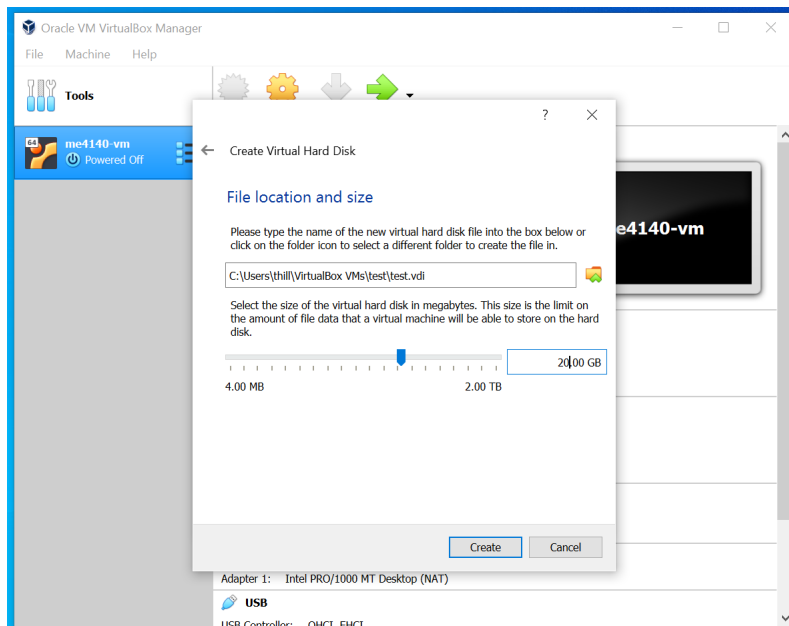 Oracle VM VirtualBox Manager
File Machine Help
Tools
64
me4140-vm
Powered Off
? 
Create Virtual Hard Disk
File location and size
Please type the name of the new virtual hard disk file into the box below or
click on the folder icon to select a different folder to create the file in.
C:\Users\thill\VirtualBox VMs\test\test.vdi
Select the size of the virtual hard disk in megabytes. This size is the limit on
the amount of file data that a virtual machine will be able to store on the hard
disk.
20.00 GB
4.00 MB 2.00 TB
Create Cancel
e4140-vm
Adapter 1: Intel PRO/1000 MT Desktop (NAT)
USB
USB Controller: OHCI, EHCI